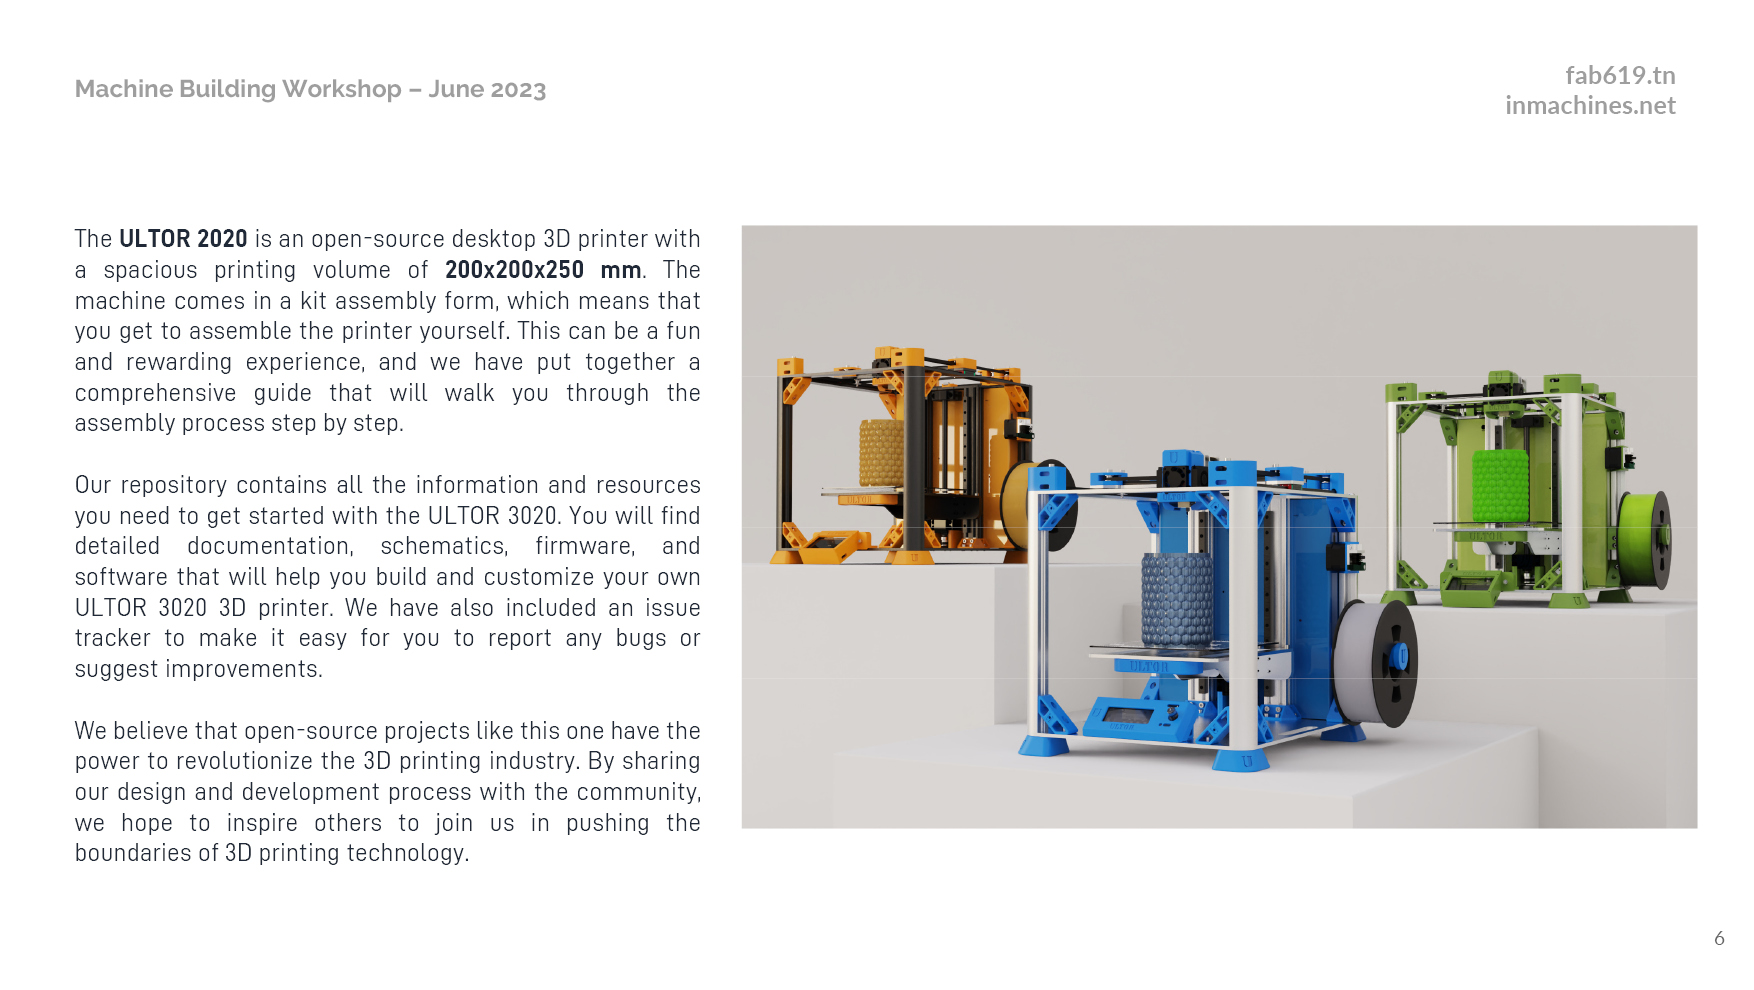 Machine Building Workshop – June 2023
fab619.tn
inmachines.net
The ULTOR 2020 is an open-source desktop 3D printer with
a spacious printing volume of 200x200x250 mm. The
machine comes in a kit assembly form, which means that
you get to assemble the printer yourself. This can be a fun
and rewarding experience, and we have put together a
comprehensive guide that will walk you through the
assembly process step by step.
Our repository contains all the information and resources
you need to get started with the ULTOR 3020. You will find
detailed documentation, schematics, firmware, and
software that will help you build and customize your own
ULTOR 3020 3D printer. We have also included an issue
tracker to make it easy for you to report any bugs or
suggest improvements.
We believe that open-source projects like this one have the
power to revolutionize the 3D printing industry. By sharing
our design and development process with the community,
we hope to inspire others to join us in pushing the
boundaries of 3D printing technology.
ULTOR
ULTOR
ULTOR
6